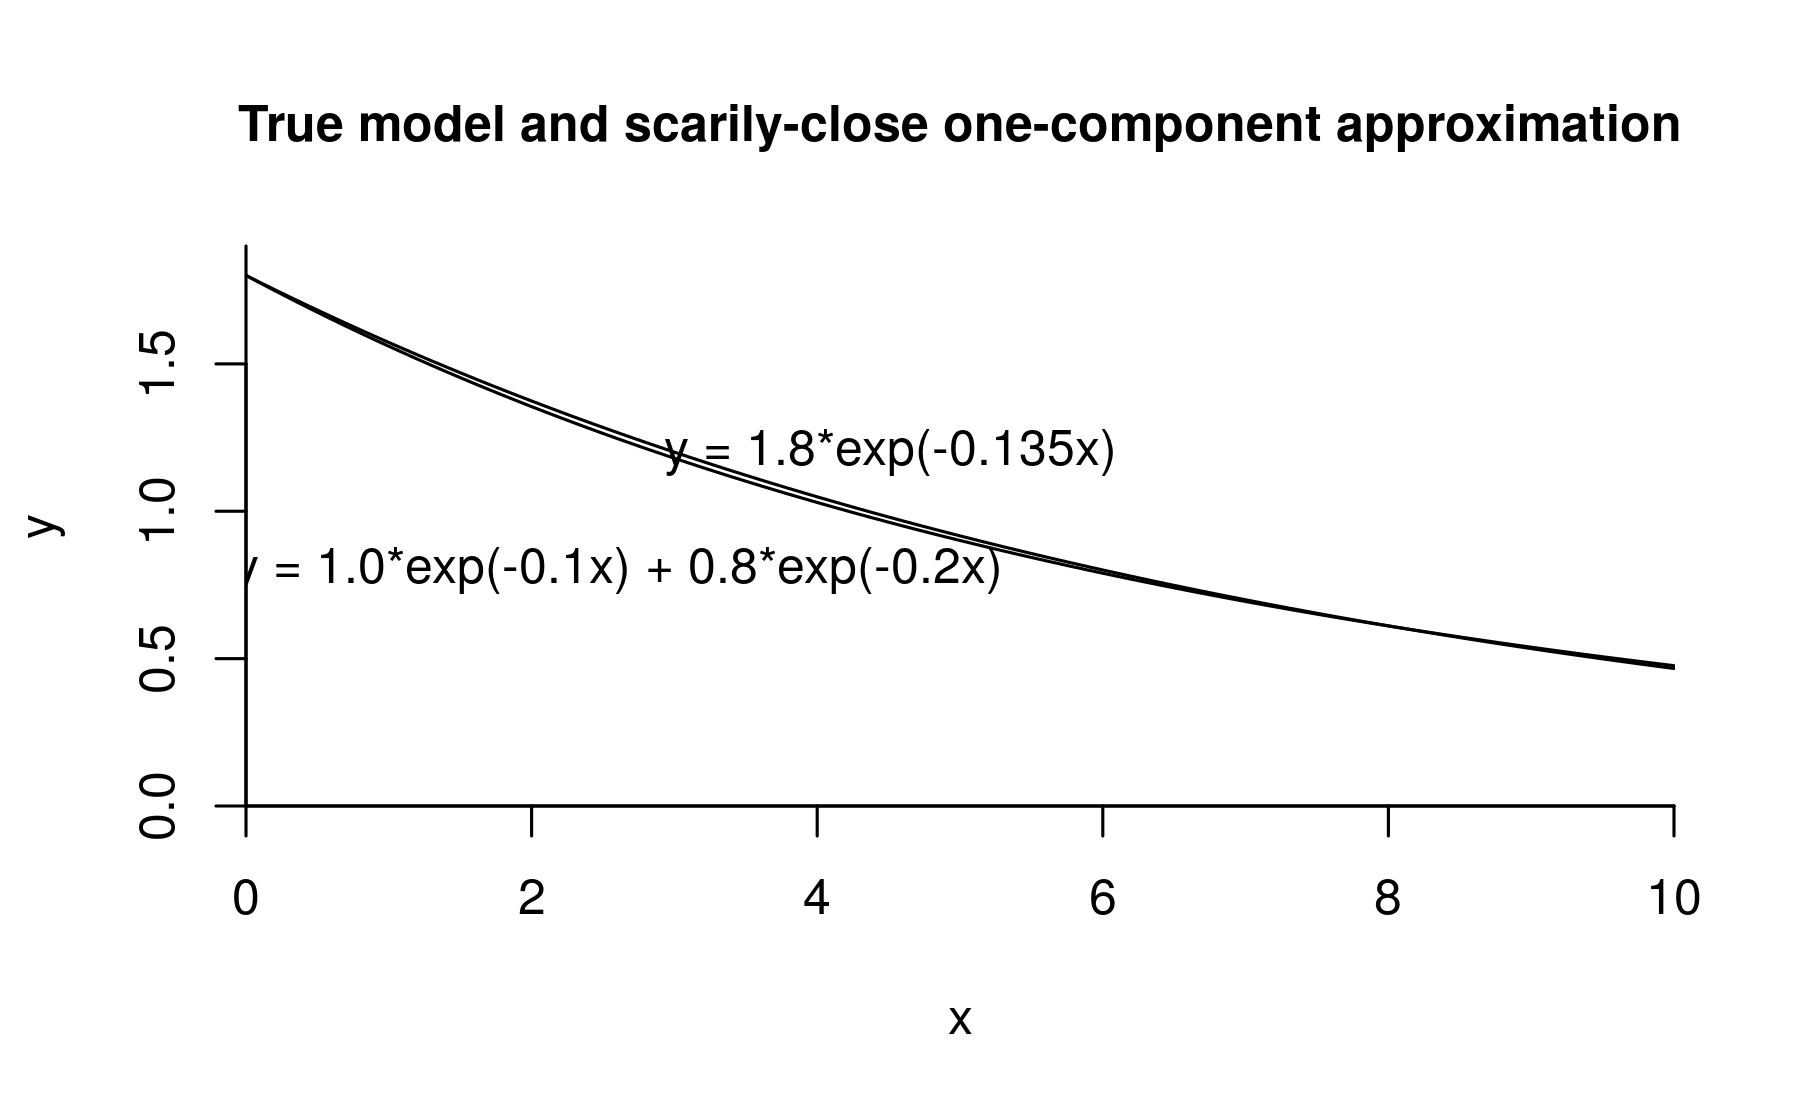 True model and scarily-close one-component approximation
y
1.5
1.0
0.5
0.0
y = 1.8*exp(-0.135x)
y = 1.0*exp(-0.1x) + 0.8*exp(-0.2x)
0 2 4 6 8 10
x